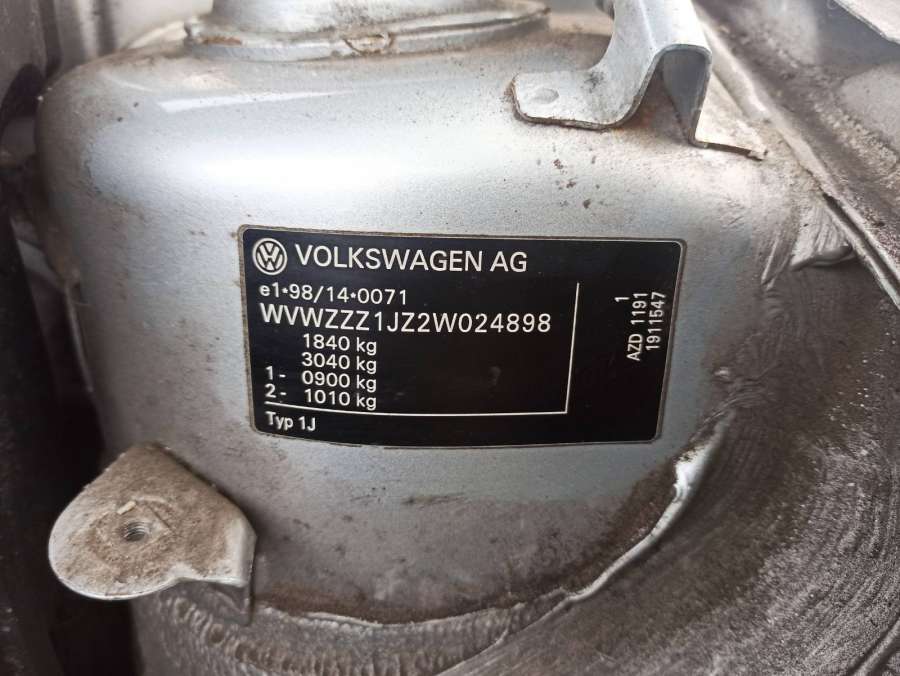 VOLKSWAGEN AG
e1*98/14*0071
WVWZZZ1JZ2W024898
1840 kg
3040 kg
1- 0900 kg
2- 1010 kg
Typ 1J
1
AZD 1191
1911547